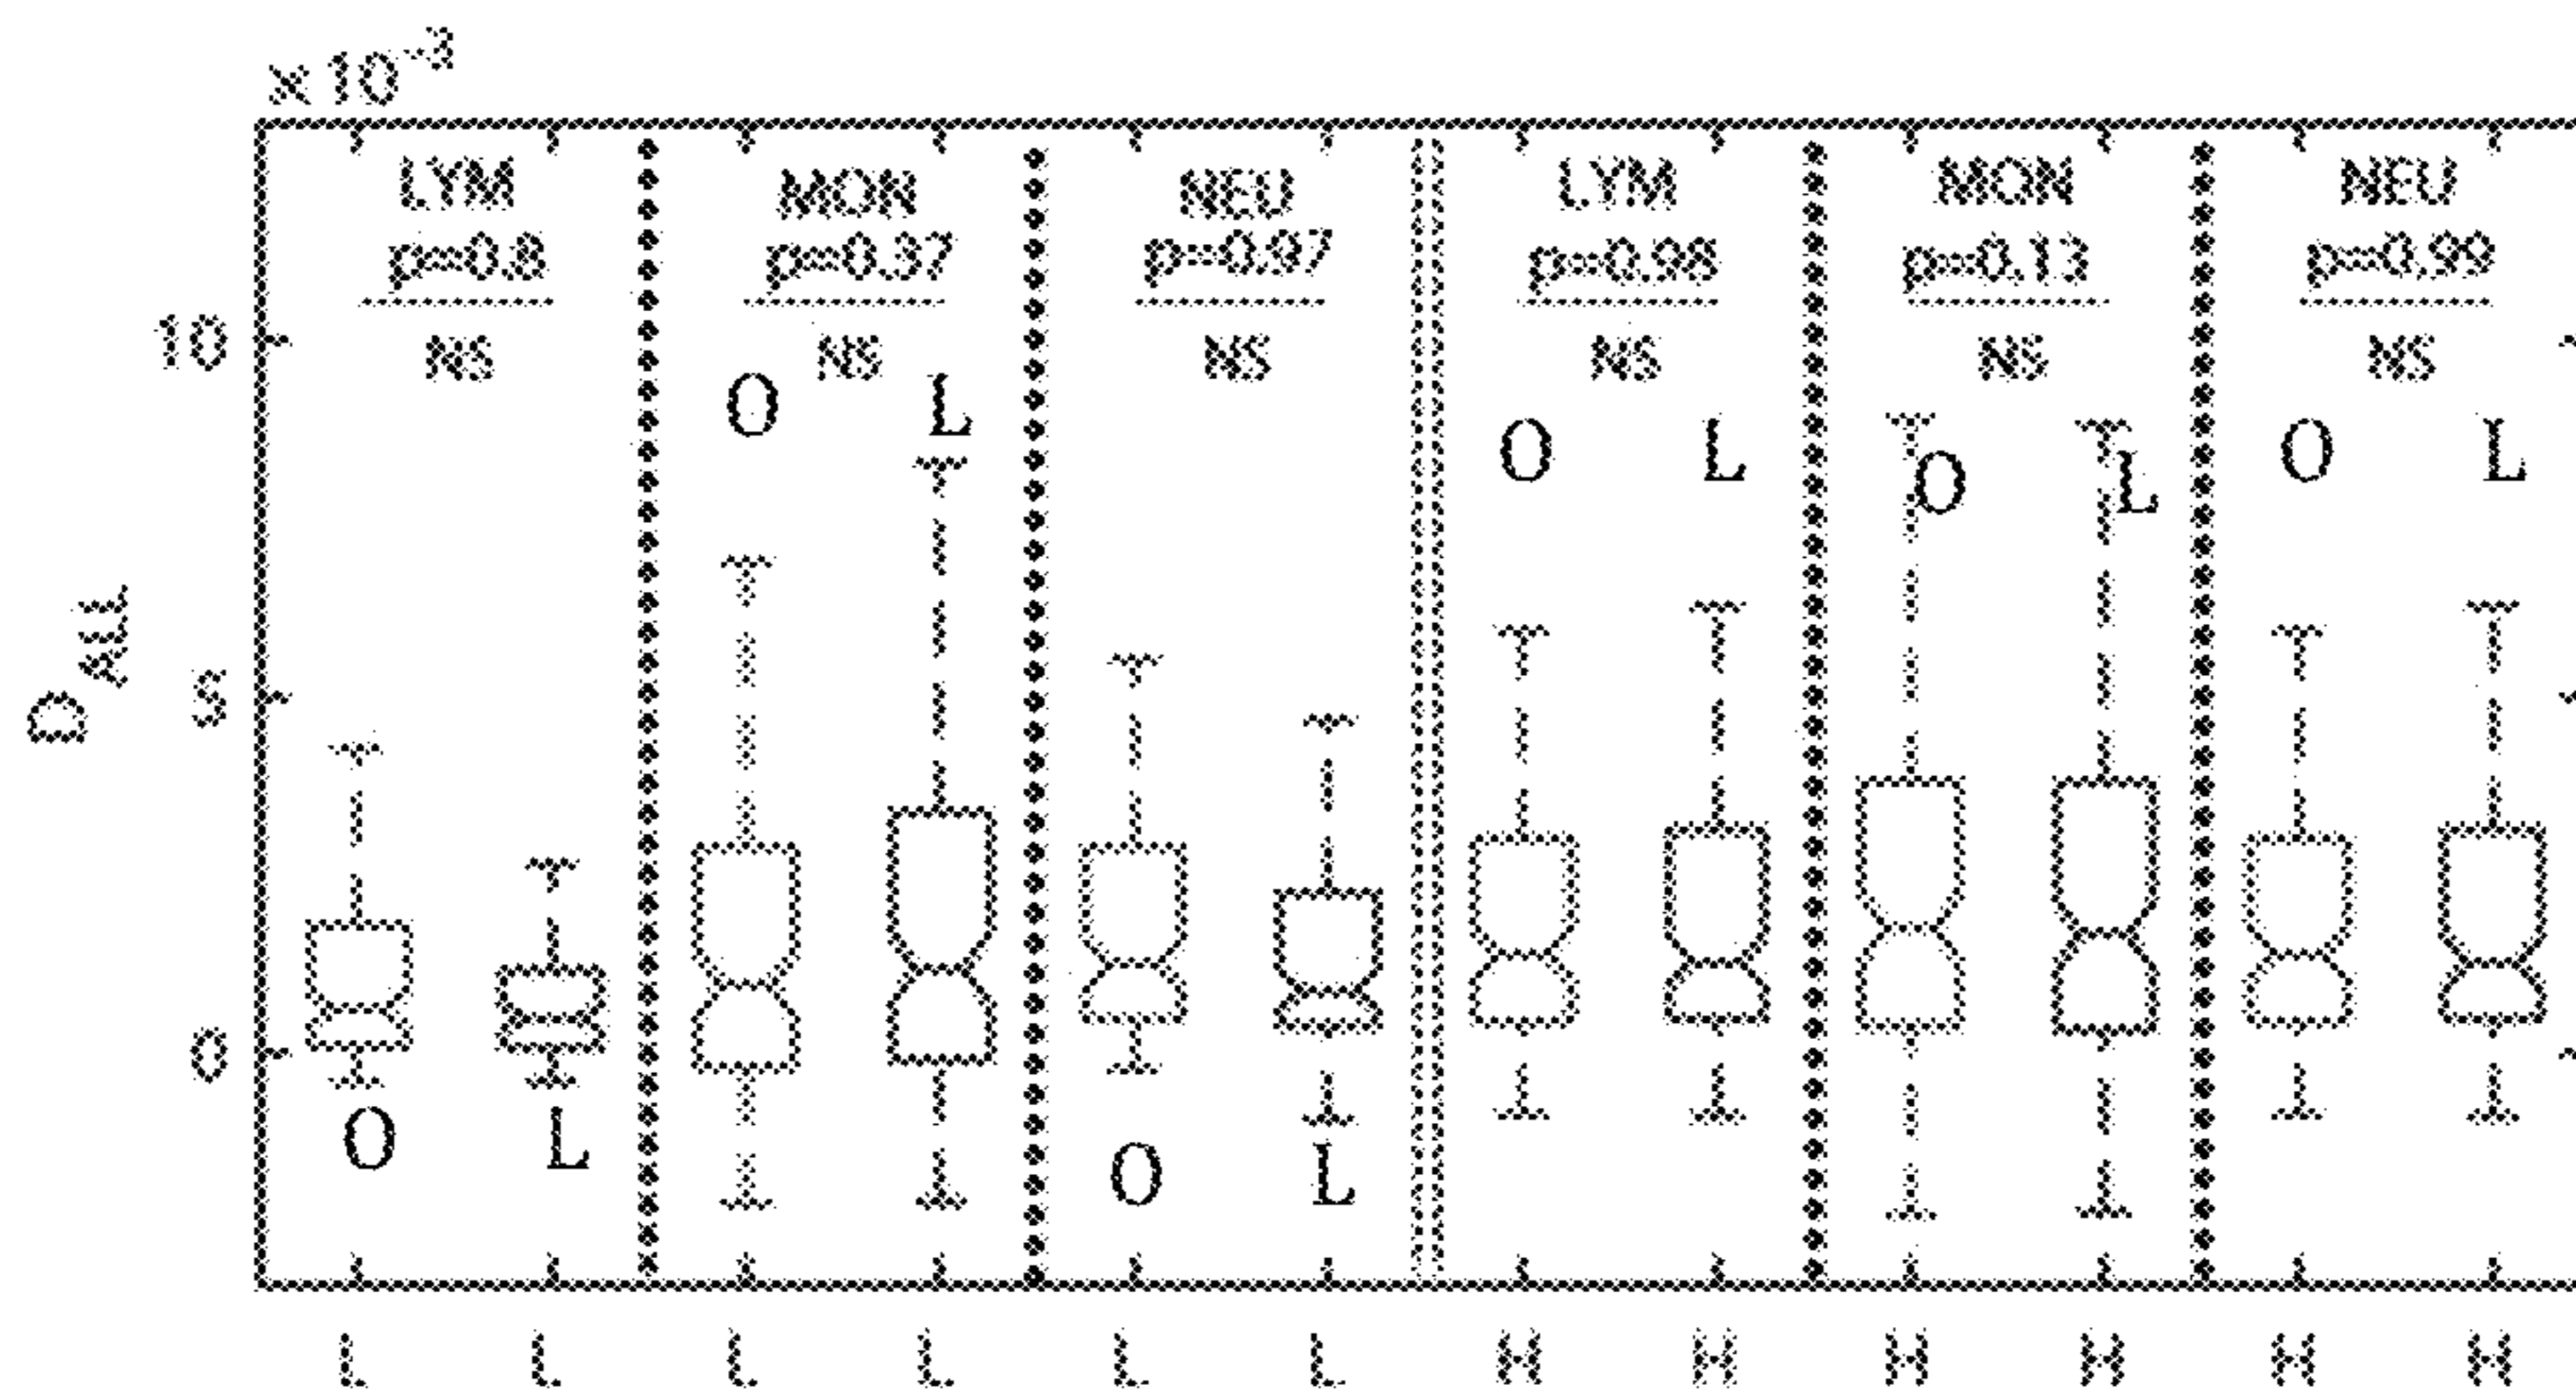 ×10⁻³
LYM MON NEU LYM MON NEU
p=0.8 p=0.37 p=0.97 p=0.98 p=0.13 p=0.99
10
NS NS NS NS NS NS
O L O L O L O L
D ALL
5
0
O L O L
L L L L L L H H H H H H